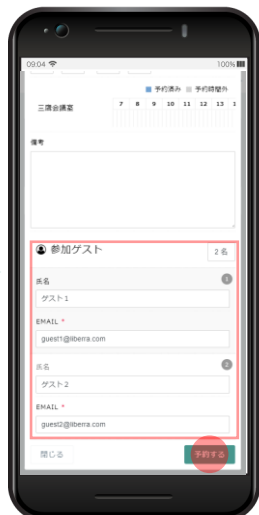 09:04 100%
予約済み 予約時間外
三階会議室 7 8 9 10 11 12 13 1
備考
参加ゲスト 2 名
氏名 1
ゲスト 1
EMAIL *
guest1@liberra.com
氏名 2
ゲスト 2
EMAIL *
guest2@liberra.com
閉じる 予約する